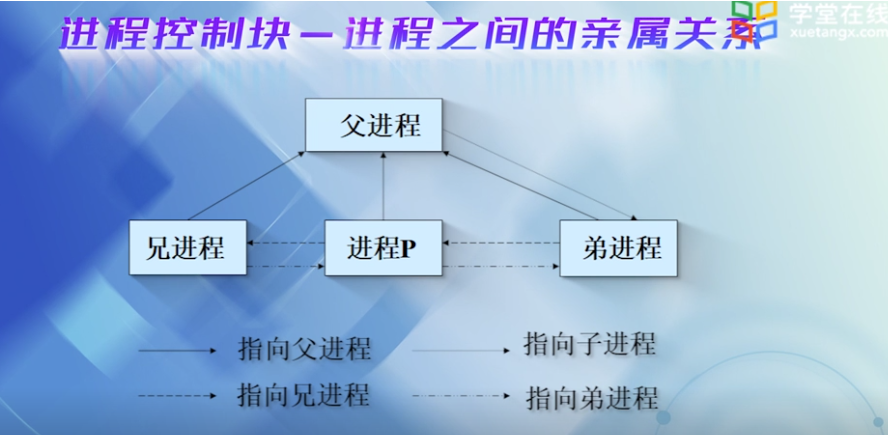 进程控制块－进程之间的亲属关系
学堂在线
xuetangx.com
父进程
兄进程
进程P
弟进程
指向父进程
指向子进程
指向兄进程
指向弟进程